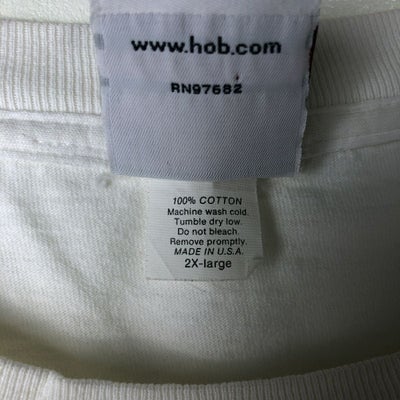 www.hob.com
RN97682
100% COTTON
Machine wash cold.
Tumble dry low.
Do not bleach.
Remove promptly.
MADE IN U.S.A.
2X-large